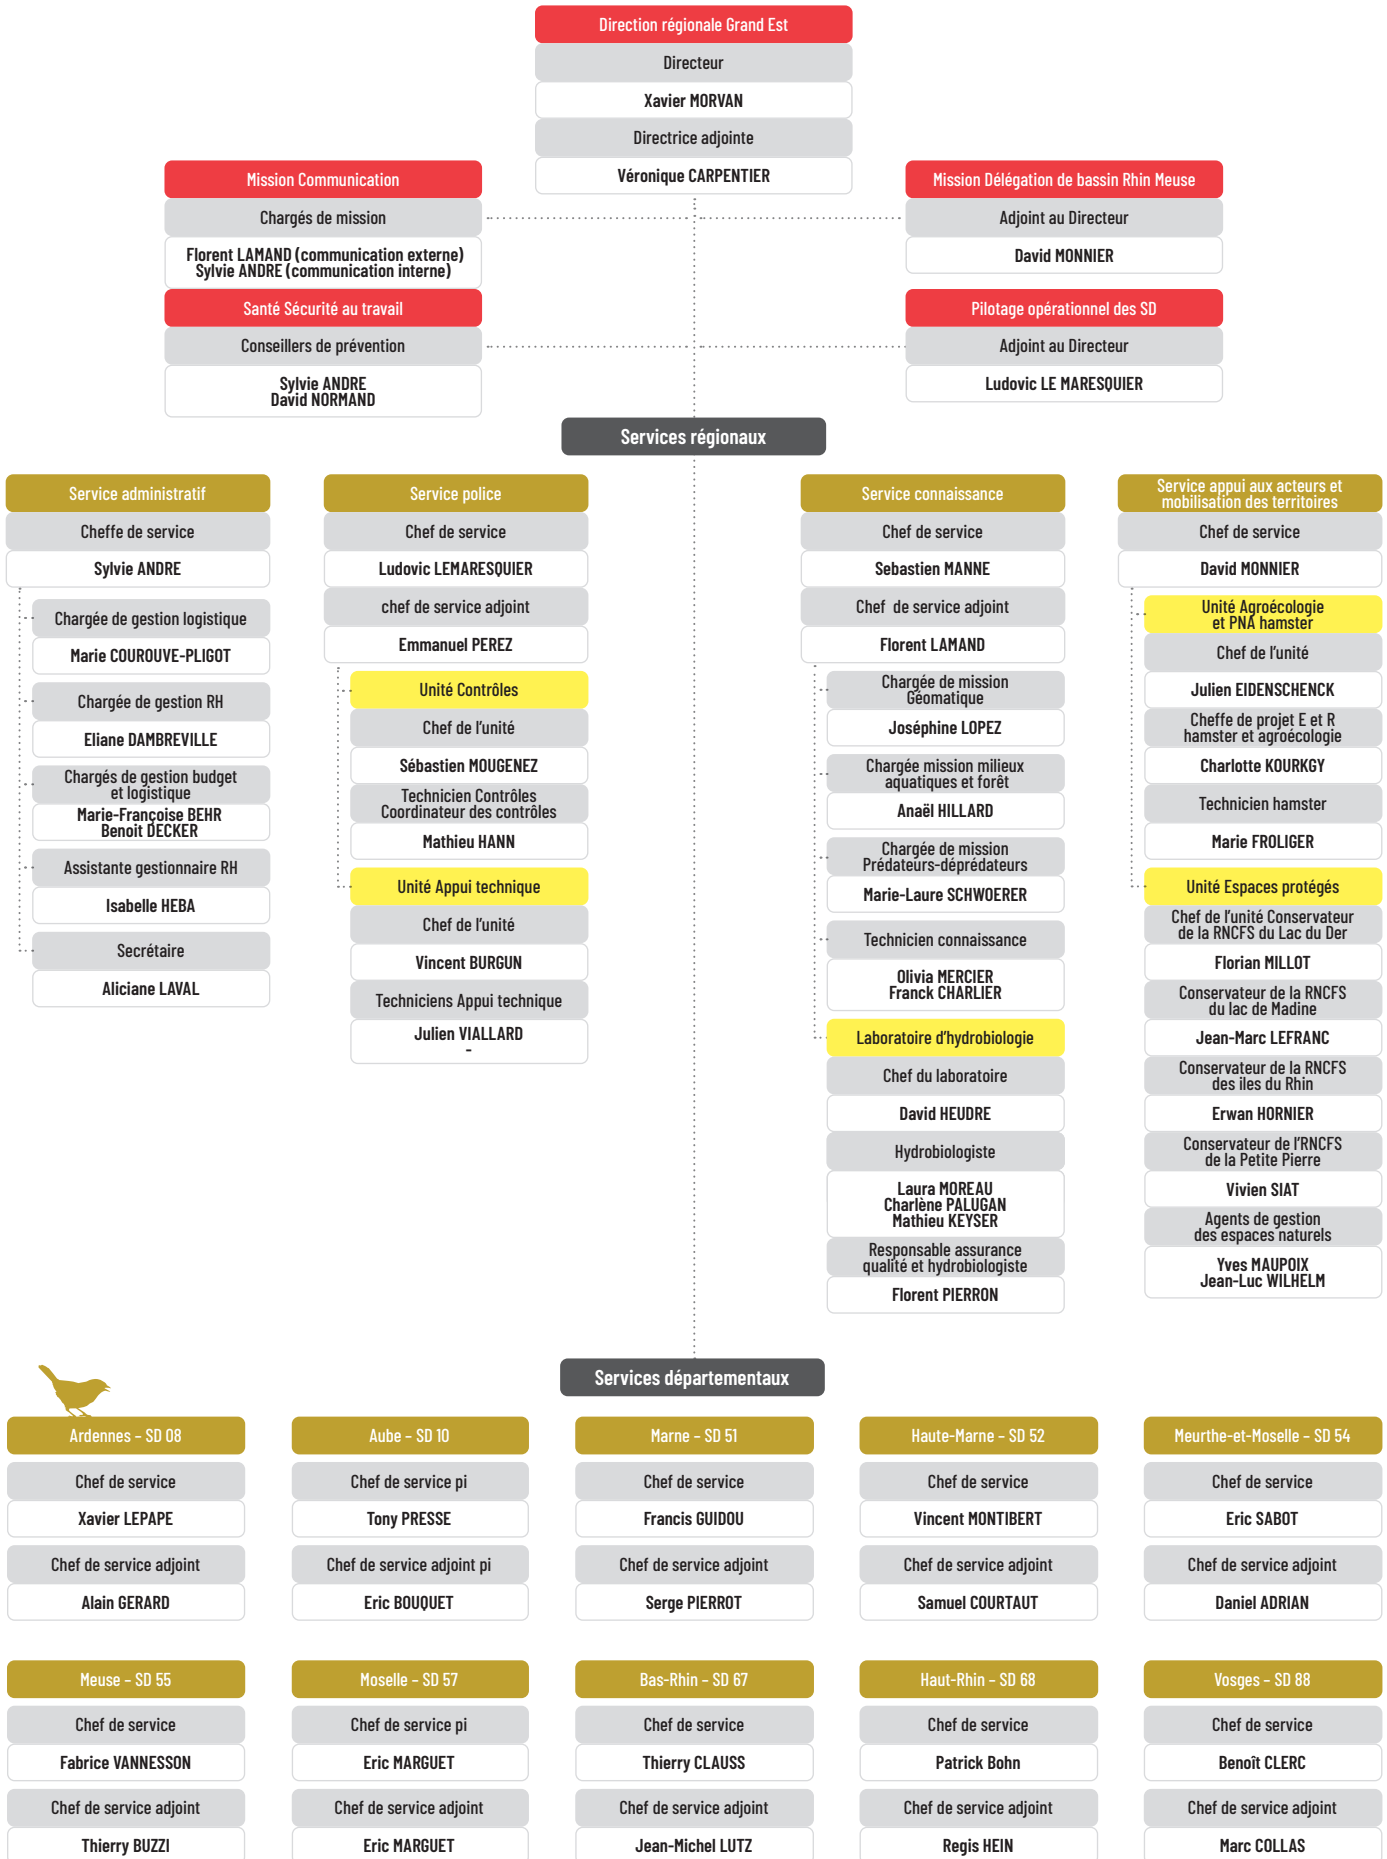 Direction régionale Grand Est
Directeur
Xavier MORVAN
Directrice adjointe
Véronique CARPENTIER
Mission Communication
Chargés de mission
Florent LAMAND (communication externe)
Sylvie ANDRE (communication interne)
Santé Sécurité au travail
Conseillers de prévention
Sylvie ANDRE
David NORMAND
Mission Délégation de bassin Rhin Meuse
Adjoint au Directeur
David MONNIER
Pilotage opérationnel des SD
Adjoint au Directeur
Ludovic LE MARESQUIER
Services régionaux
Service administratif
Cheffe de service
Sylvie ANDRE
Chargée de gestion logistique
Marie COUROUVE-PLIGOT
Chargée de gestion RH
Eliane DAMBREVILLE
Chargés de gestion budget
et logistique
Marie-Françoise BEHR
Benoit DECKER
Assistante gestionnaire RH
Isabelle HEBA
Secrétaire
Aliciane LAVAL
Service police
Chef de service
Ludovic LEMARESQUIER
chef de service adjoint
Emmanuel PEREZ
Unité Contrôles
Chef de l'unité
Sébastien MOUGENEZ
Technicien Contrôles
Coordinateur des contrôles
Mathieu HANN
Unité Appui technique
Chef de l'unité
Vincent BURGUN
Techniciens Appui technique
Julien VIALLARD
-
Service connaissance
Chef de service
Sebastien MANNE
Chef de service adjoint
Florent LAMAND
Chargée de mission
Géomatique
Joséphine LOPEZ
Chargée mission milieux
aquatiques et forêt
Anaël HILLARD
Chargée de mission
Prédateurs-déprédateurs
Marie-Laure SCHWOERER
Technicien connaissance
Olivia MERCIER
Franck CHARLIER
Laboratoire d'hydrobiologie
Chef du laboratoire
David HEUDRE
Hydrobiologiste
Laura MOREAU
Charlène PALUGAN
Mathieu KEYSER
Responsable assurance
qualité et hydrobiologiste
Florent PIERRON
Service appui aux acteurs et
mobilisation des territoires
Chef de service
David MONNIER
Unité Agroécologie
et PNA hamster
Chef de l'unité
Julien EIDENSCHENCK
Cheffe de projet E et R
hamster et agroécologie
Charlotte KOURKGY
Technicien hamster
Marie FROLIGER
Unité Espaces protégés
Chef de l'unité Conservateur
de la RNCFS du Lac du Der
Florian MILLOT
Conservateur de la RNCFS
du lac de Madine
Jean-Marc LEFRANC
Conservateur de la RNCFS
des iles du Rhin
Erwan HORNIER
Conservateur de l'RNCFS
de la Petite Pierre
Vivien SIAT
Agents de gestion
des espaces naturels
Yves MAUPOIX
Jean-Luc WILHELM
Services départementaux
Ardennes – SD 08
Chef de service
Xavier LEPAPE
Chef de service adjoint
Alain GERARD
Aube – SD 10
Chef de service pi
Tony PRESSE
Chef de service adjoint pi
Eric BOUQUET
Marne – SD 51
Chef de service
Francis GUIDOU
Chef de service adjoint
Serge PIERROT
Haute-Marne – SD 52
Chef de service
Vincent MONTIBERT
Chef de service adjoint
Samuel COURTAUT
Meurthe-et-Moselle – SD 54
Chef de service
Eric SABOT
Chef de service adjoint
Daniel ADRIAN
Meuse – SD 55
Chef de service
Fabrice VANNESSON
Chef de service adjoint
Thierry BUZZI
Moselle – SD 57
Chef de service pi
Eric MARGUET
Chef de service adjoint
Eric MARGUET
Bas-Rhin – SD 67
Chef de service
Thierry CLAUSS
Chef de service adjoint
Jean-Michel LUTZ
Haut-Rhin – SD 68
Chef de service
Patrick Bohn
Chef de service adjoint
Regis HEIN
Vosges – SD 88
Chef de service
Benoît CLERC
Chef de service adjoint
Marc COLLAS